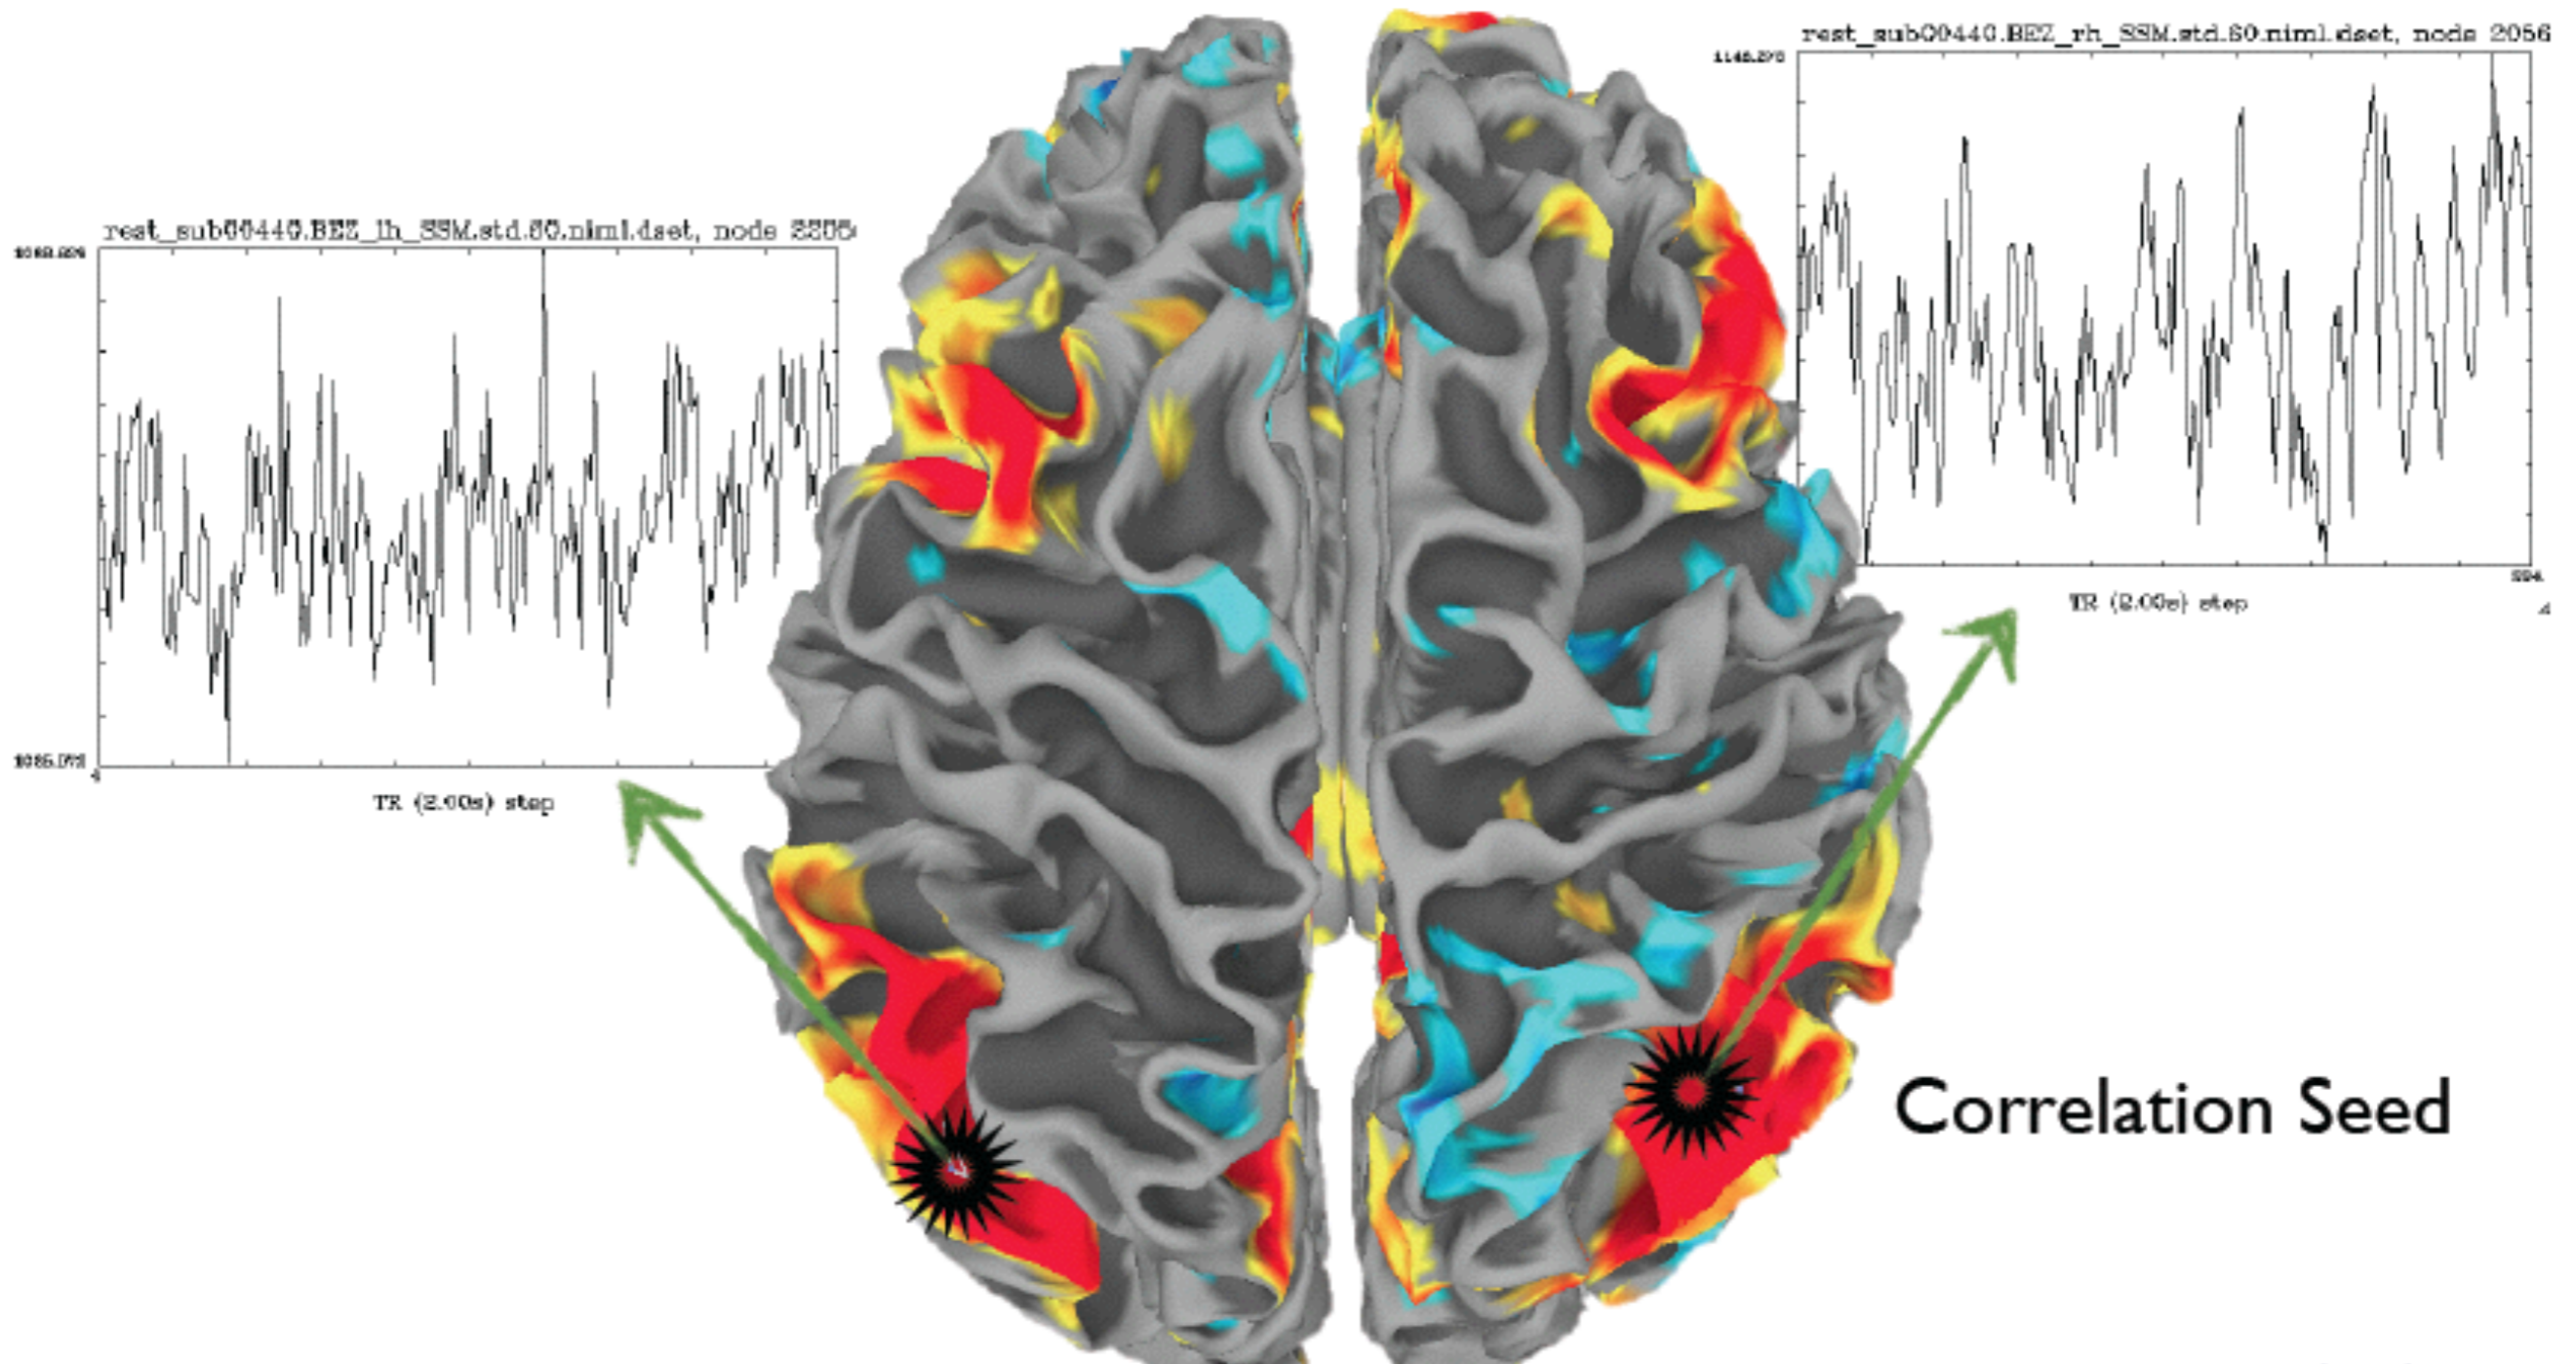 rest_sub00440.BEZ_rh_SSM.std.60.niml.dset, node 2056
rest_sub00440.BEZ_lh_SSM.std.60.niml.dset, node
TR (2.00s) step
TR (2.00s) step
Correlation Seed